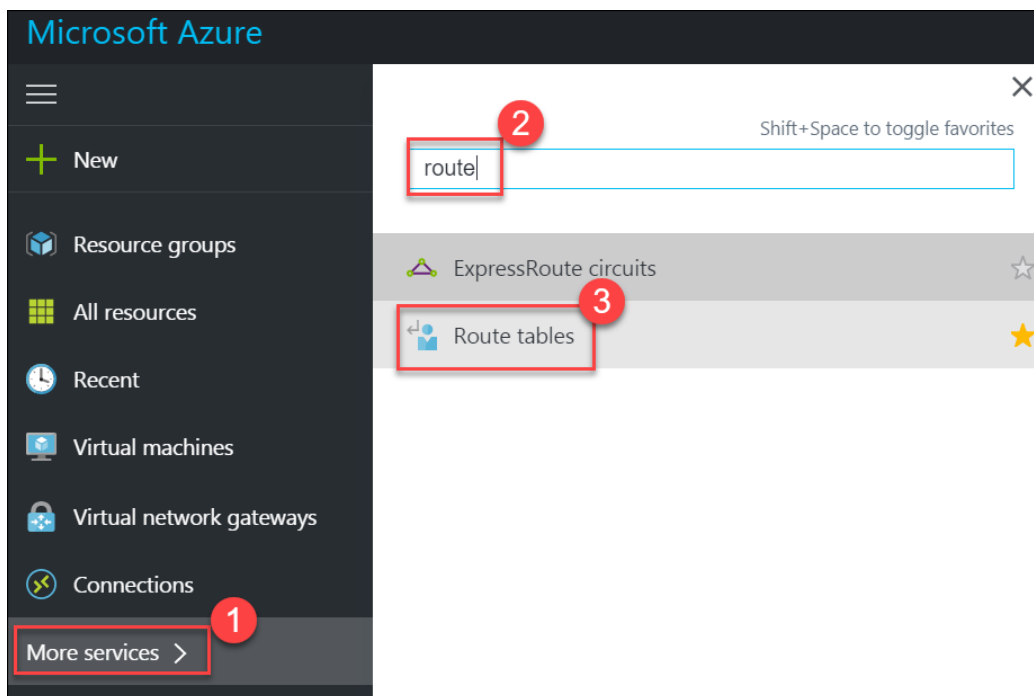 Microsoft Azure
Shift+Space to toggle favorites
2
route
New
Resource groups
ExpressRoute circuits
3
All resources
Route tables
Recent
Virtual machines
Virtual network gateways
Connections
1
More services